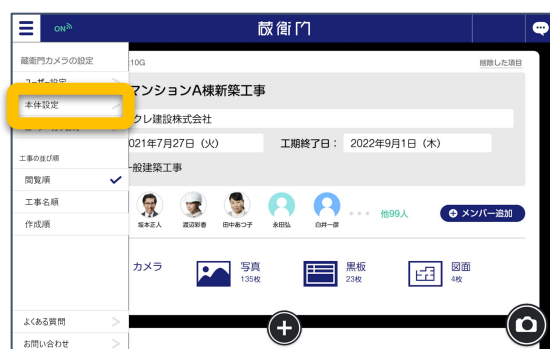 ON
蔵衛門
蔵衛門カメラの設定
ユーザー設定
本体設定
工事の並び順
閲覧順
工事名順
作成順
よくある質問
お問い合わせ
:10G
削除した項目
マンションA棟新築工事
クレ建設株式会社
021年7月27日（火）
工期終了日： 2022年9月1日（木）
一般建築工事
坂本正人 渡辺彩香 田中あつ子 永田弘 白井一彦
他99人
メンバー追加
カメラ
写真
135枚
黒板
23枚
図面
4枚